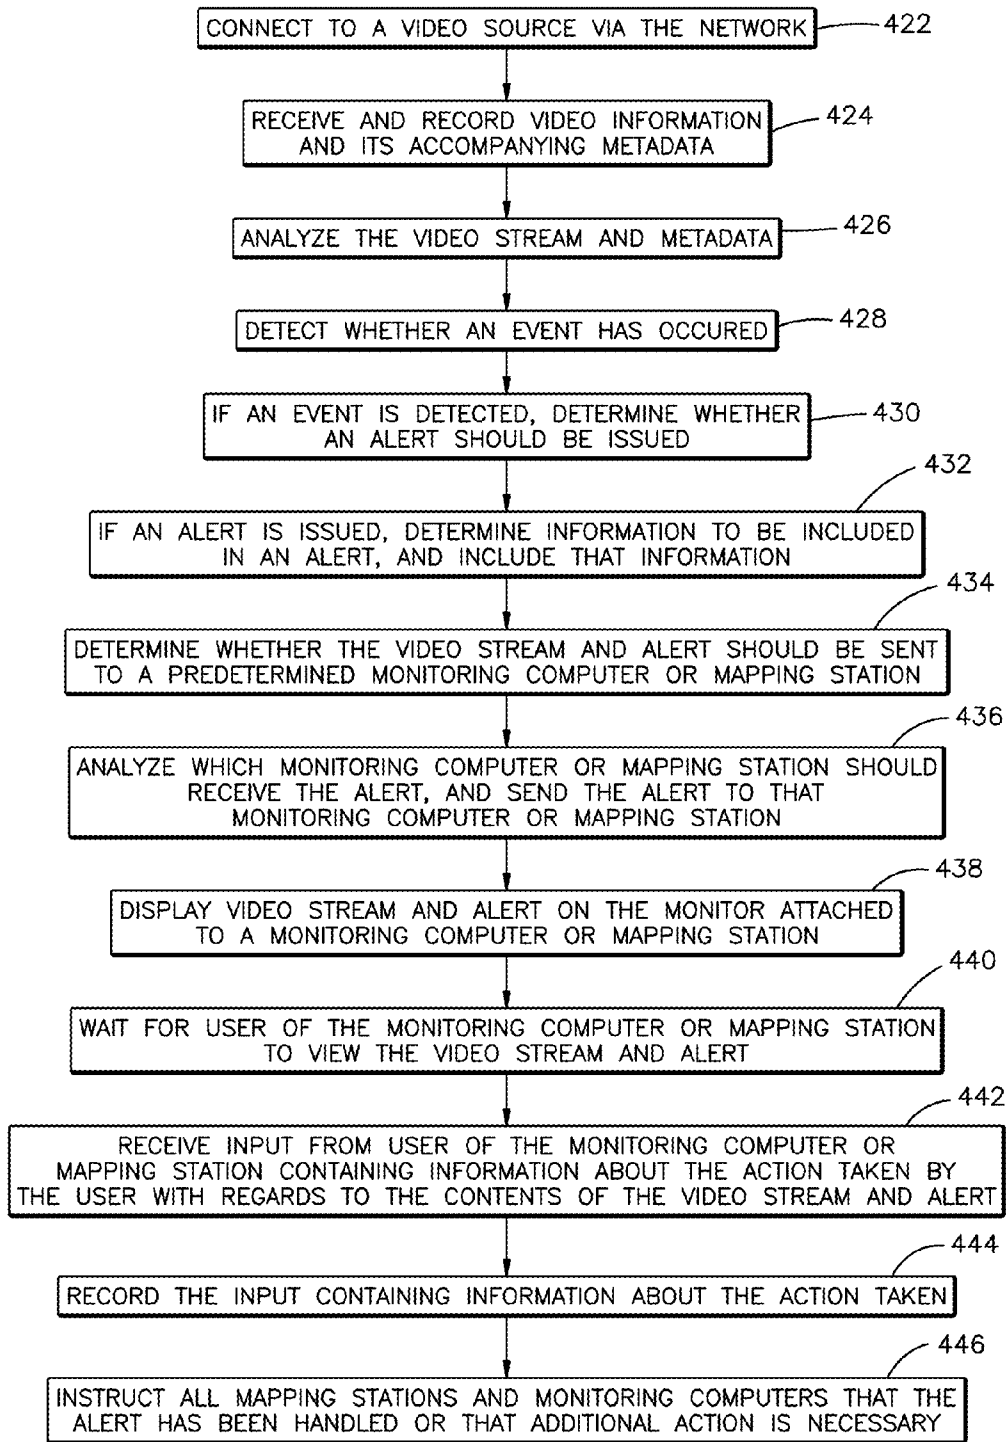 CONNECT TO A VIDEO SOURCE VIA THE NETWORK
422
RECEIVE AND RECORD VIDEO INFORMATION
AND ITS ACCOMPANYING METADATA
424
ANALYZE THE VIDEO STREAM AND METADATA
426
DETECT WHETHER AN EVENT HAS OCCURED
428
IF AN EVENT IS DETECTED, DETERMINE WHETHER
AN ALERT SHOULD BE ISSUED
430
432
IF AN ALERT IS ISSUED, DETERMINE INFORMATION TO BE INCLUDED
IN AN ALERT, AND INCLUDE THAT INFORMATION
434
DETERMINE WHETHER THE VIDEO STREAM AND ALERT SHOULD BE SENT
TO A PREDETERMINED MONITORING COMPUTER OR MAPPING STATION
436
ANALYZE WHICH MONITORING COMPUTER OR MAPPING STATION SHOULD
RECEIVE THE ALERT, AND SEND THE ALERT TO THAT
MONITORING COMPUTER OR MAPPING STATION
438
DISPLAY VIDEO STREAM AND ALERT ON THE MONITOR ATTACHED
TO A MONITORING COMPUTER OR MAPPING STATION
440
WAIT FOR USER OF THE MONITORING COMPUTER OR MAPPING STATION
TO VIEW THE VIDEO STREAM AND ALERT
442
RECEIVE INPUT FROM USER OF THE MONITORING COMPUTER OR
MAPPING STATION CONTAINING INFORMATION ABOUT THE ACTION TAKEN BY
THE USER WITH REGARDS TO THE CONTENTS OF THE VIDEO STREAM AND ALERT
444
RECORD THE INPUT CONTAINING INFORMATION ABOUT THE ACTION TAKEN
446
INSTRUCT ALL MAPPING STATIONS AND MONITORING COMPUTERS THAT THE
ALERT HAS BEEN HANDLED OR THAT ADDITIONAL ACTION IS NECESSARY